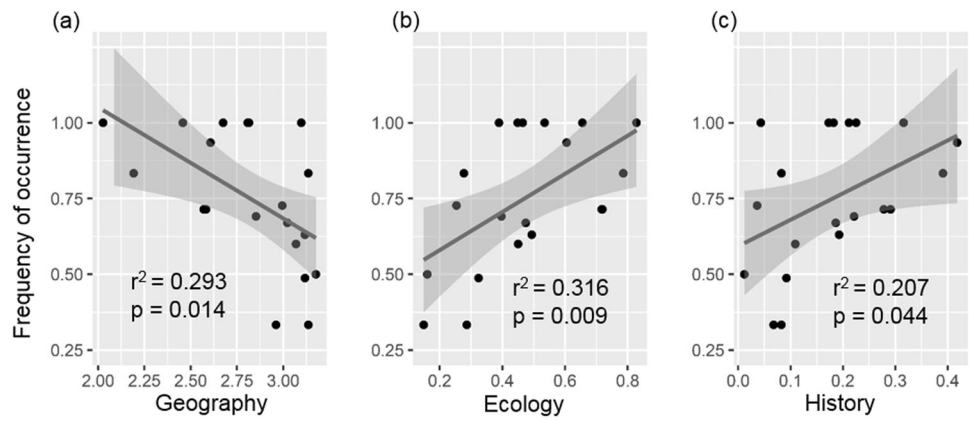 (a)
(b)
(c)
Frequency of occurrence
1.00
0.75
0.50
0.25
r² = 0.293
p = 0.014
2.00 2.25 2.50 2.75 3.00
Geography
1.00
0.75
0.50
0.25
r² = 0.316
p = 0.009
0.2 0.4 0.6 0.8
Ecology
1.00
0.75
0.50
0.25
r² = 0.207
p = 0.044
0.0 0.1 0.2 0.3 0.4
History